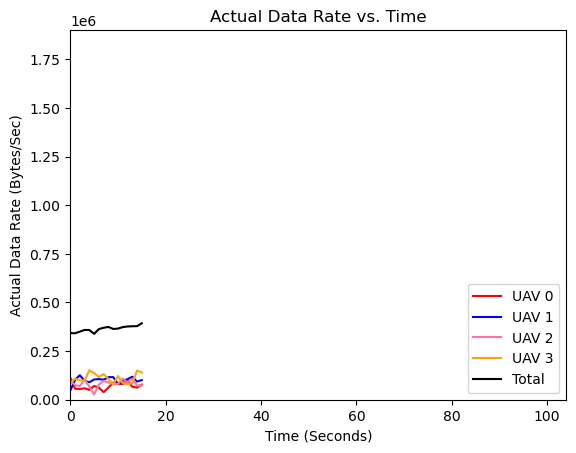 Actual Data Rate vs. Time
1e6
Actual Data Rate (Bytes/Sec)
1.75
1.50
1.25
1.00
0.75
0.50
0.25
0.00
0 20 40 60 80 100
Time (Seconds)
UAV 0
UAV 1
UAV 2
UAV 3
Total